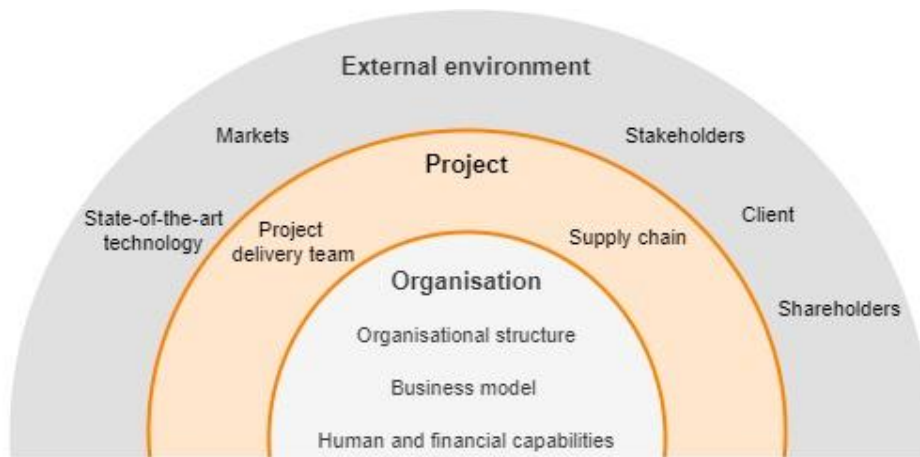 External environment
Markets
Stakeholders
Project
State-of-the-art
technology
Project
delivery team
Supply chain
Client
Organisation
Shareholders
Organisational structure
Business model
Human and financial capabilities